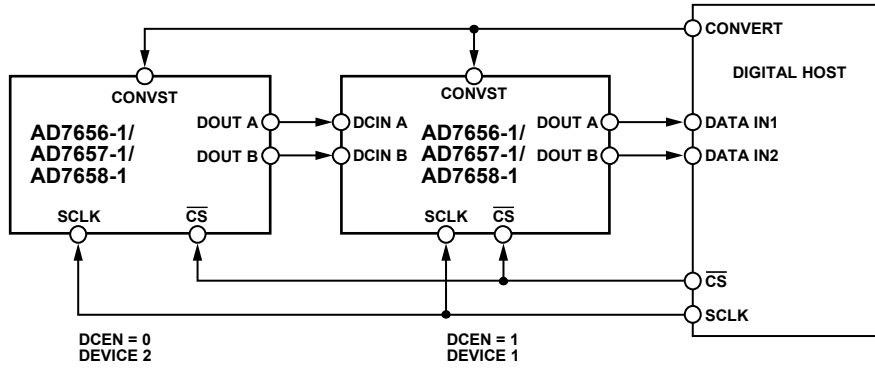 CONVERT
DIGITAL HOST
CONVST
CONVST
AD7656-1/
AD7657-1/
AD7658-1
DOUT A
DOUT B
DCIN A
DCIN B
AD7656-1/
AD7657-1/
AD7658-1
DOUT A
DOUT B
DATA IN1
DATA IN2
SCLK
CS
SCLK
CS
CS
SCLK
DCEN = 0
DEVICE 2
DCEN = 1
DEVICE 1